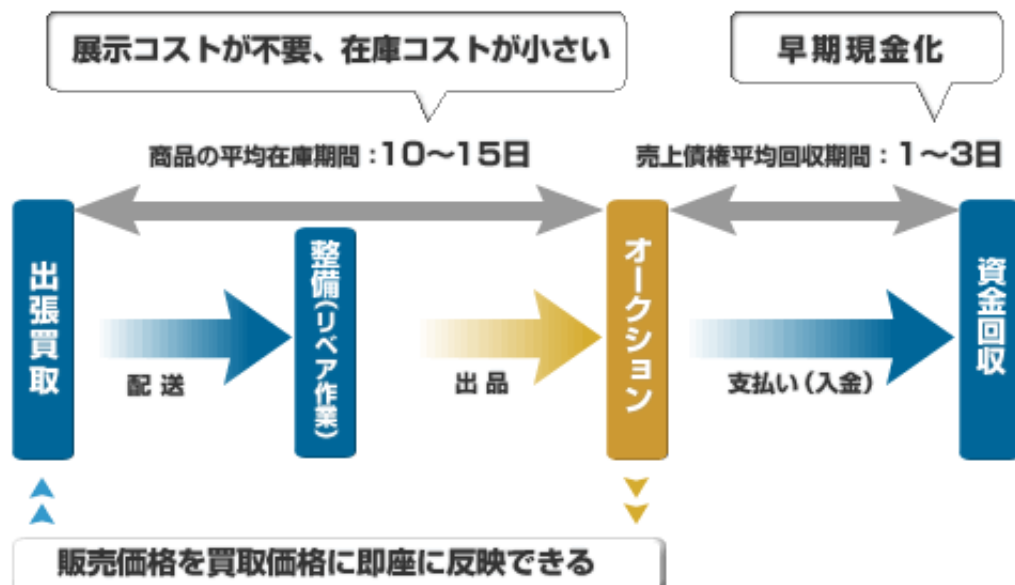 展示コストが不要、在庫コストが小さい
早期現金化
商品の平均在庫期間：10〜15日
売上債権平均回収期間：1〜3日
出張買取
配送
整備(リペア作業)
出品
オークション
支払い(入金)
資金回収
販売価格を買取価格に即座に反映できる